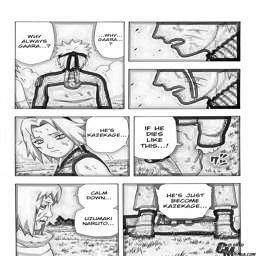 ...WHY
GAARA
...?
WHY
ALWAYS
GAARA
...?
IF HE
DIES
LIKE
THIS
...!
HE'S
KAZEKAGE
...
HE'S JUST
BECOME
KAZEKAGE
...!
CALM
DOWN...
UZUMAKI
NARUTO...